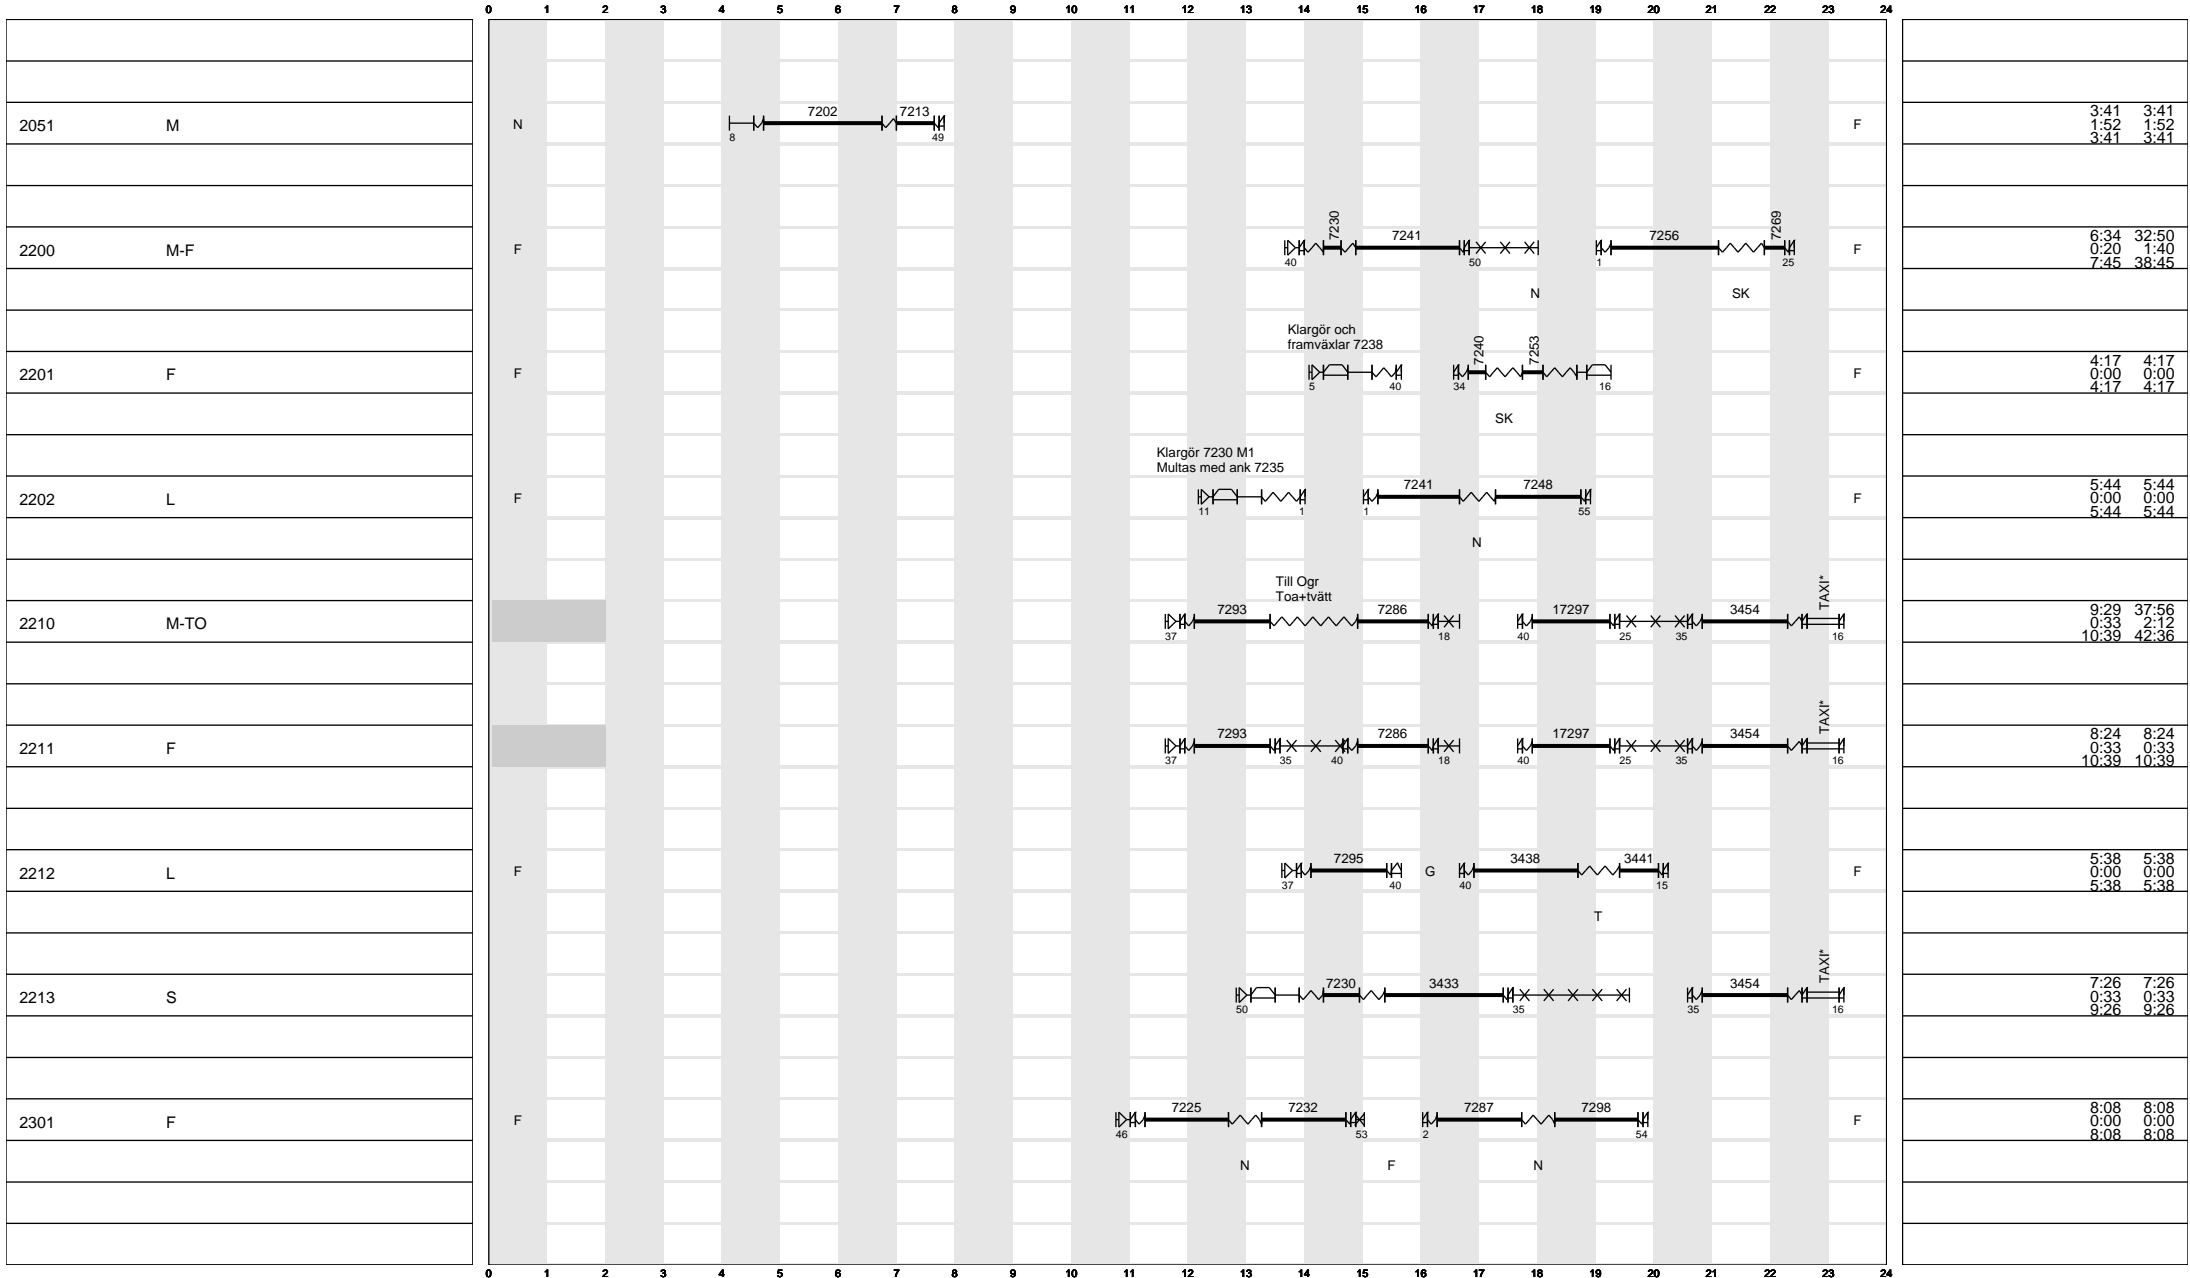 0 1 2 3 4 5 6 7 8 9 10 11 12 13 14 15 16 17 18 19 20 21 22 23 24
7202 7213
2051 M N F 3:41 3:41
1:52 1:52
8 49 3:41 3:41
7230 7241 7256 7269
2200 M-F F F 6:34 32:50
0:20 1:40
40 50 1 25 7:45 38:45
N SK
Klargör och
framväxlar 7238 7240 7253
2201 F F F 4:17 4:17
0:00 0:00
5 40 34 16 4:17 4:17
SK
Klargör 7230 M1
Multas med ank 7235
7241 7248
2202 L F F 5:44 5:44
0:00 0:00
11 1 1 55 5:44 5:44
N
Till Ogr
Toa+tvätt TAXI*
7293 7286 17297 3454
2210 M-TO 9:29 37:56
0:33 2:12
37 18 40 25 35 16 10:39 42:36
TAXI*
7293 7286 17297 3454
2211 F 8:24 8:24
0:33 0:33
37 35 40 18 40 25 35 16 10:39 10:39
7295 3438 3441
2212 L F G F 5:38 5:38
0:00 0:00
37 40 40 15 5:38 5:38
T
TAXI*
7230 3433 3454
2213 S 7:26 7:26
0:33 0:33
50 35 35 16 9:26 9:26
7225 7232 7287 7298
2301 F F F 8:08 8:08
0:00 0:00
46 53 2 54 8:08 8:08
N F N
0 1 2 3 4 5 6 7 8 9 10 11 12 13 14 15 16 17 18 19 20 21 22 23 24